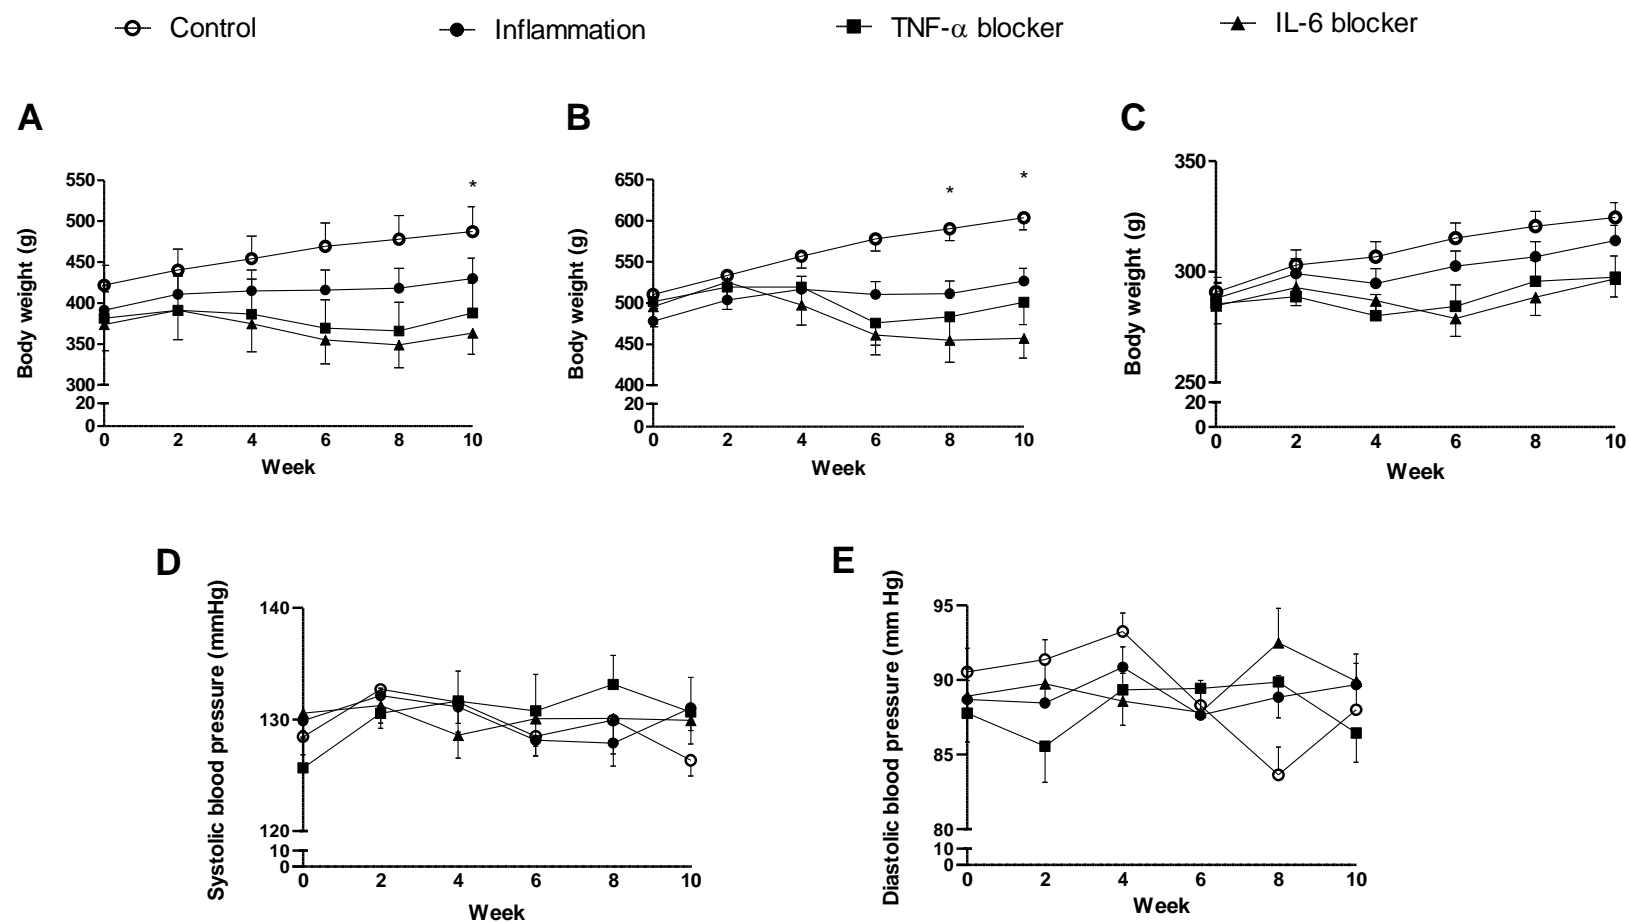 Control
Inflammation
TNF-α blocker
IL-6 blocker
A
B
C
Body weight (g)
550
500
450
400
350
300
20
0
*
0 2 4 6 8 10
Week
Body weight (g)
650
600
550
500
450
400
20
0
* *
0 2 4 6 8 10
Week
Body weight (g)
350
300
250
20
0
0 2 4 6 8 10
Week
D
E
Systolic blood pressure (mmHg)
140
130
120
10
0
0 2 4 6 8 10
Week
Diastolic blood pressure (mm Hg)
95
90
85
80
10
0
0 2 4 6 8 10
Week